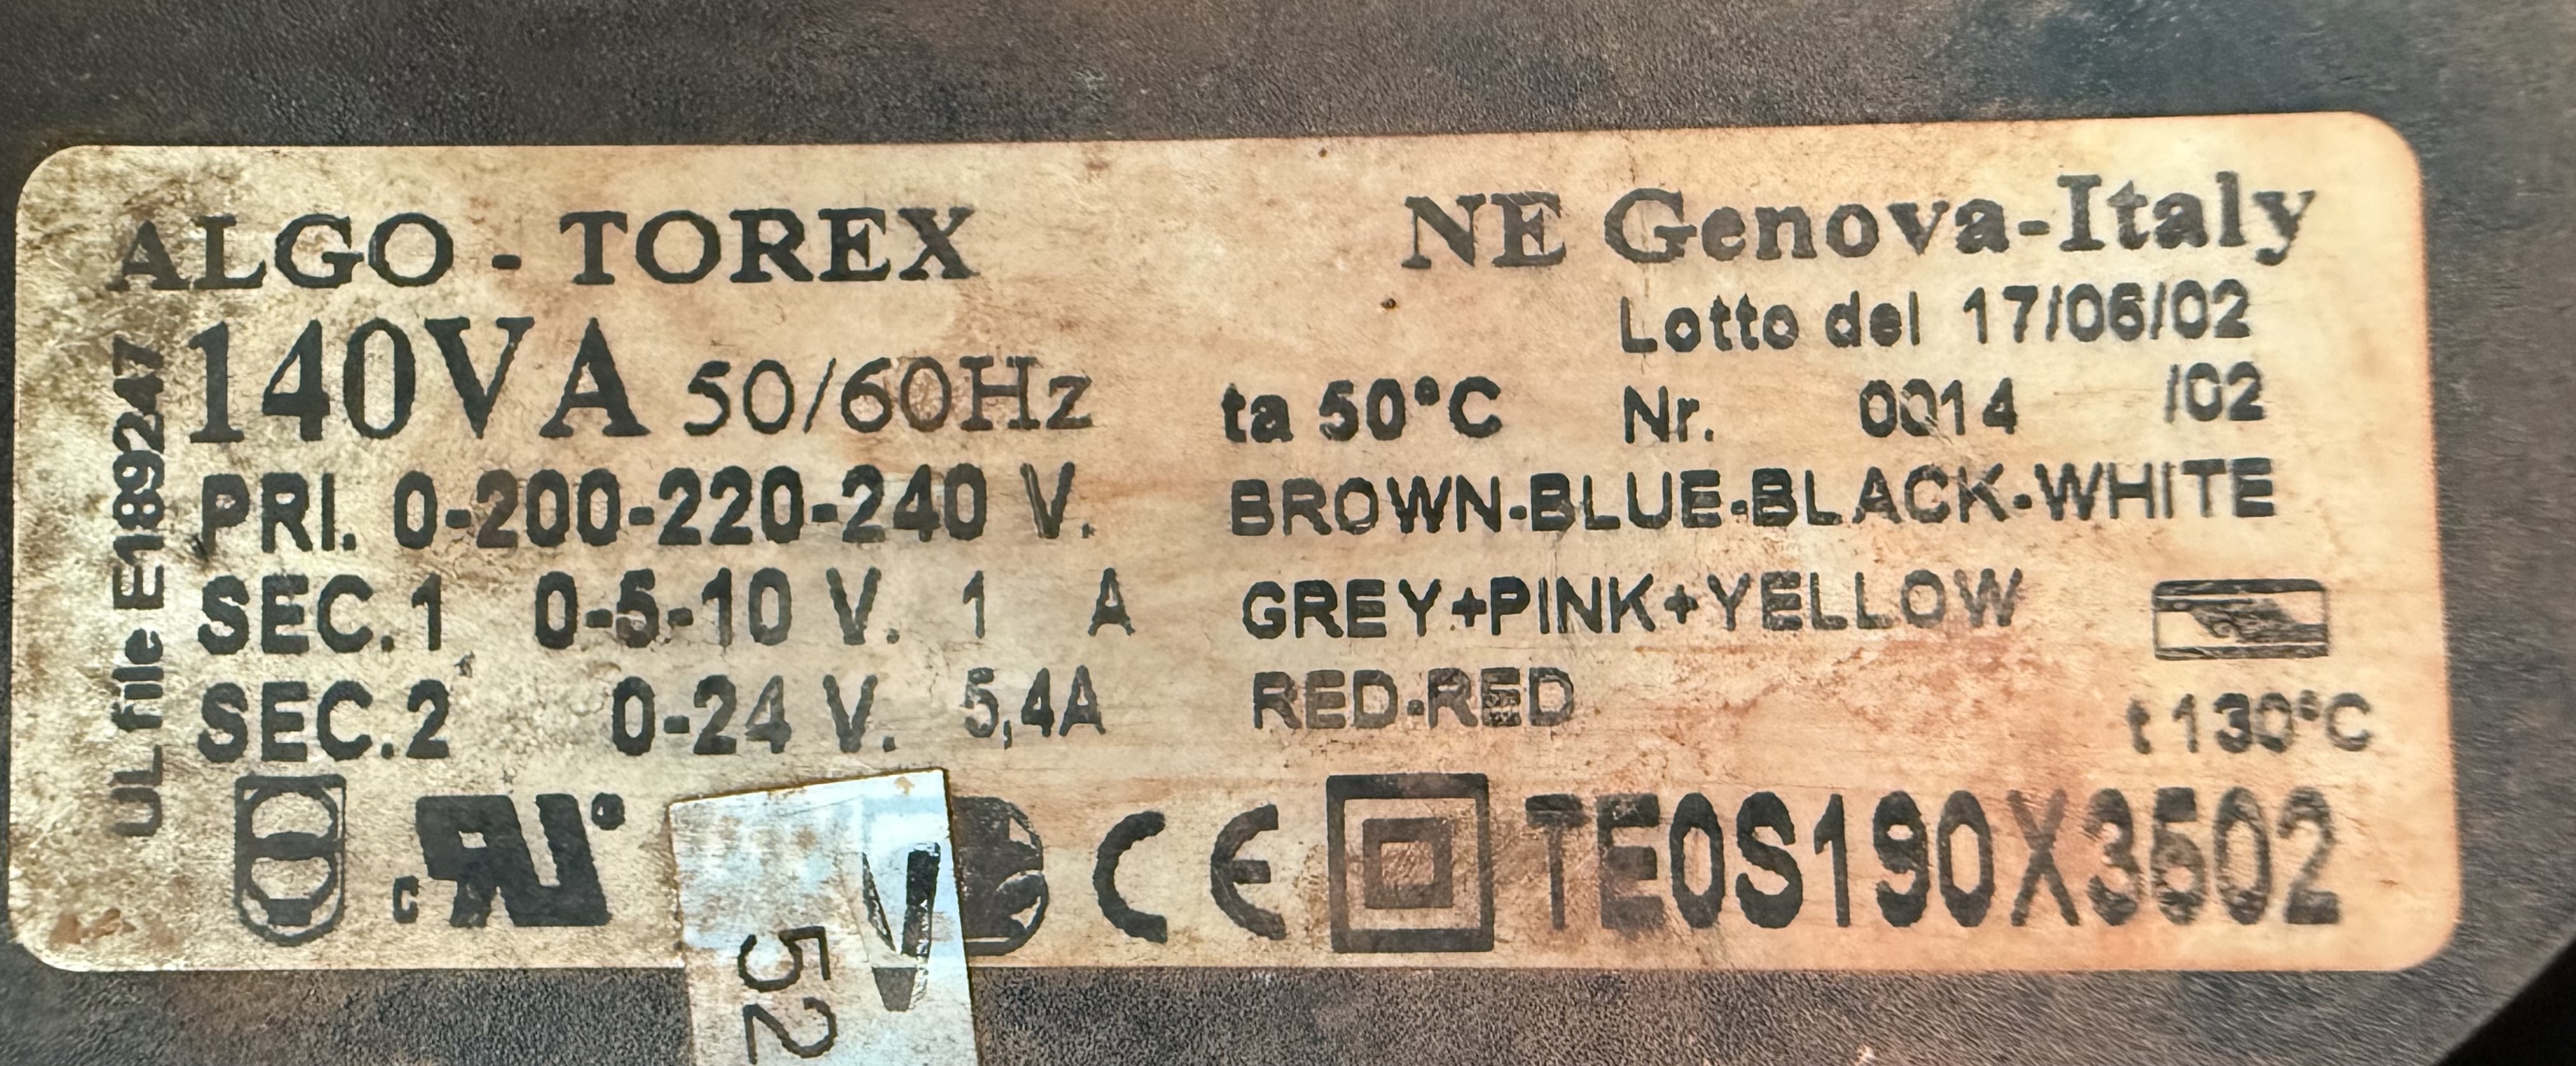 ALGO - TOREX
NE Genova-Italy
Lotto del 17/06/02
140VA 50/60Hz
ta 50°C Nr. 0014 /02
PRI. 0-200-220-240 V. BROWN-BLUE-BLACK-WHITE
SEC.1 0-5-10 V. 1 A GREY+PINK+YELLOW
SEC.2 0-24 V. 5,4A RED-RED
t 130°C
UL file E189247
c RU
CE
TE0S190X3502
52